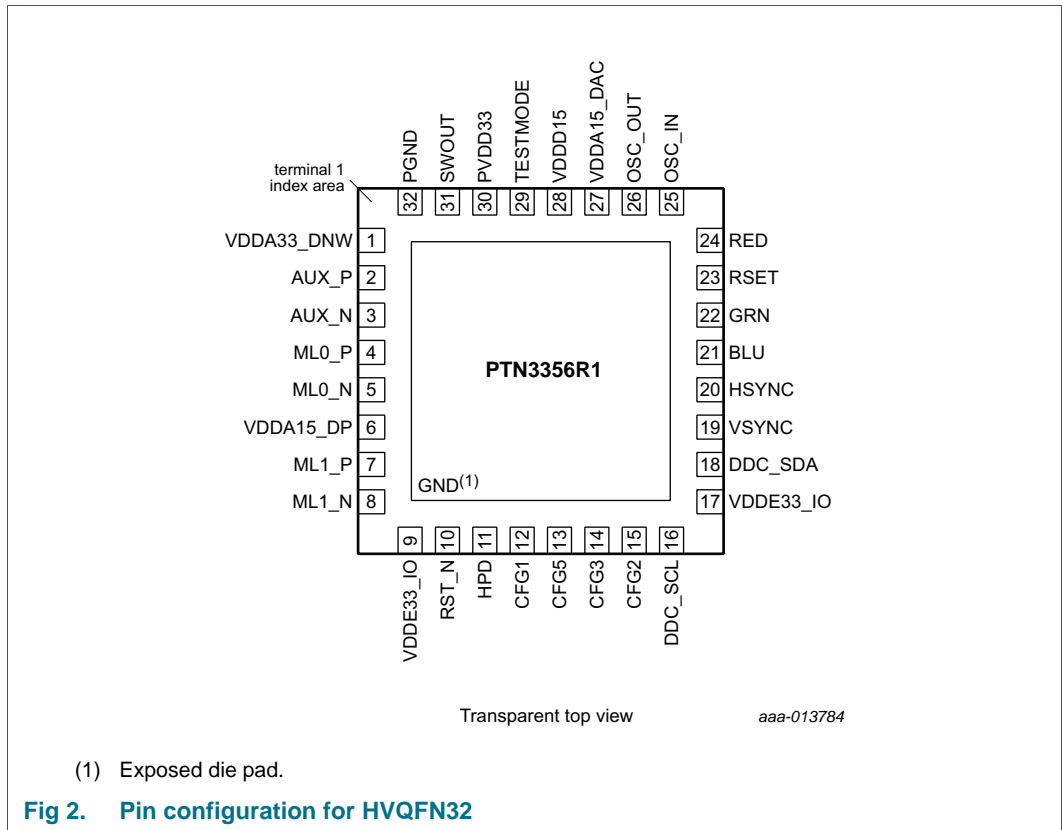 terminal 1
index area
32 PGND
31 SWOUT
30 PVDD33
29 TESTMODE
28 VDDD15
27 VDDA15_DAC
26 OSC_OUT
25 OSC_IN
VDDA33_DNW 1
AUX_P 2
AUX_N 3
ML0_P 4
ML0_N 5
VDDA15_DP 6
ML1_P 7
ML1_N 8
24 RED
23 RSET
22 GRN
21 BLU
20 HSYNC
19 VSYNC
18 DDC_SDA
17 VDDE33_IO
PTN3356R1
GND(1)
VDDE33_IO 9
RST_N 10
HPD 11
CFG1 12
CFG5 13
CFG3 14
CFG2 15
DDC_SCL 16
Transparent top view
aaa-013784
(1) Exposed die pad.
Fig 2. Pin configuration for HVQFN32